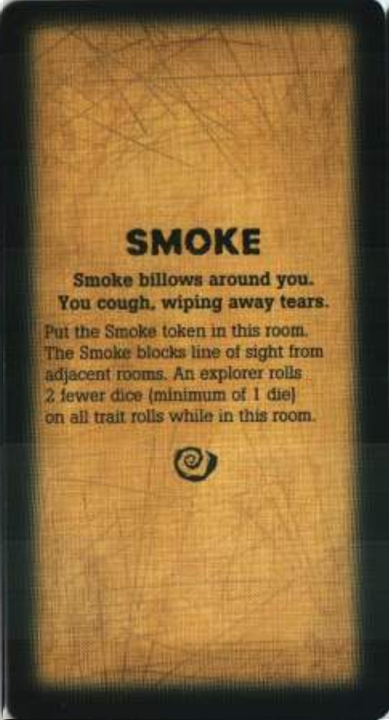 SMOKE
Smoke billows around you.
You cough, wiping away tears.
Put the Smoke token in this room.
The Smoke blocks line of sight from
adjacent rooms. An explorer rolls
2 fewer dice (minimum of 1 die)
on all trait rolls while in this room.